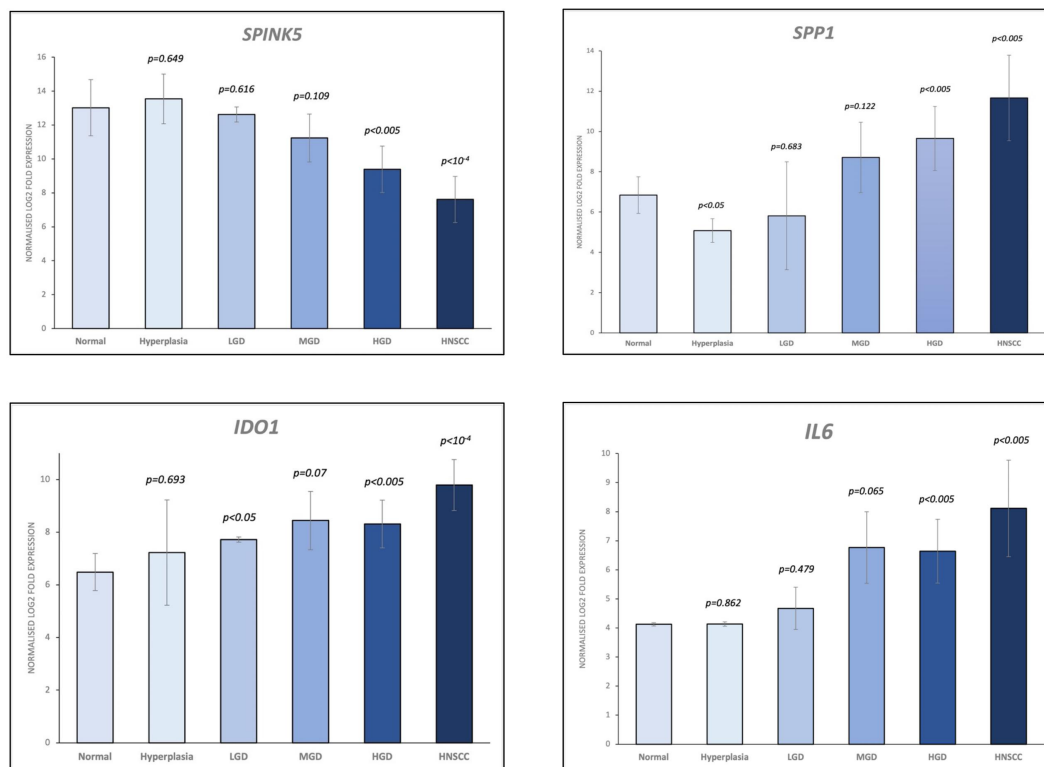 SPINK5
NORMALISED LOG2 FOLD EXPRESSION
16
14
12
10
8
6
4
2
0
p=0.649
p=0.616
p=0.109
p<0.005
p<10-4
Normal Hyperplasia LGD MGD HGD HNSCC
SPP1
NORMALISED LOG2 FOLD EXPRESSION
14
12
10
8
6
4
2
0
p<0.05
p=0.683
p=0.122
p<0.005
p<0.005
Normal Hyperplasia LGD MGD HGD HNSCC
IDO1
NORMALISED LOG2 FOLD EXPRESSION
10
8
6
4
2
0
p=0.693
p<0.05
p=0.07
p<0.005
p<10-4
Normal Hyperplasia LGD MGD HGD HNSCC
IL6
NORMALISED LOG2 FOLD EXPRESSION
10
9
8
7
6
5
4
3
2
1
0
p=0.862
p=0.479
p=0.065
p<0.005
p<0.005
Normal Hyperplasia LGD MGD HGD HNSCC